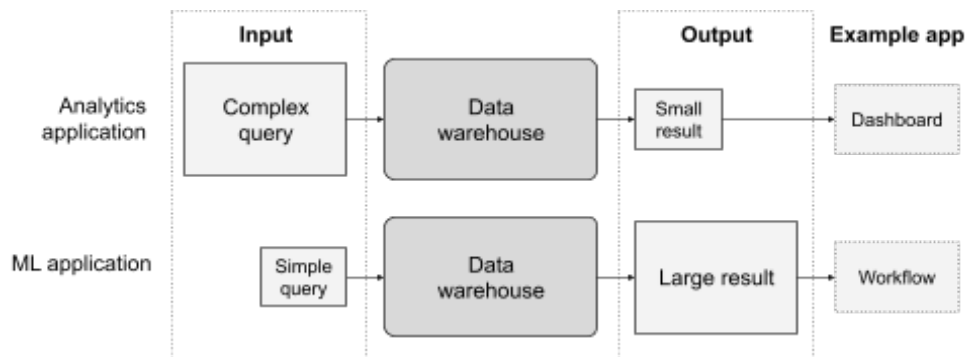 Input
Output
Example app
Analytics
application
Complex
query
Data
warehouse
Small
result
Dashboard
ML application
Simple
query
Data
warehouse
Large result
Workflow